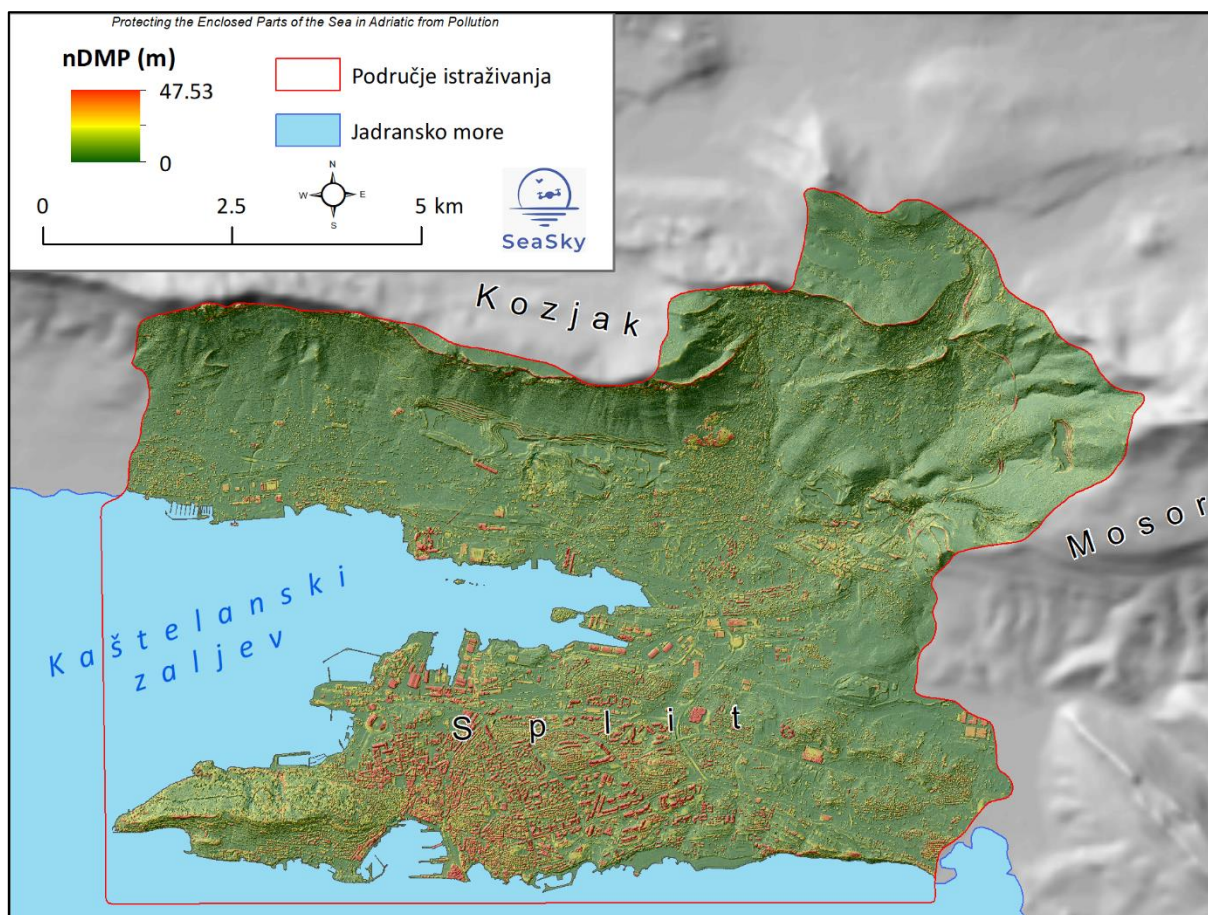 Protecting the Enclosed Parts of the Sea in Adriatic from Pollution
nDMP (m)
47.53
0
Područje istraživanja
Jadransko more
N
W E
S
0 2.5 5 km
SeaSky
Kozjak
Mosor
Kaštelanski
zaljev
Split